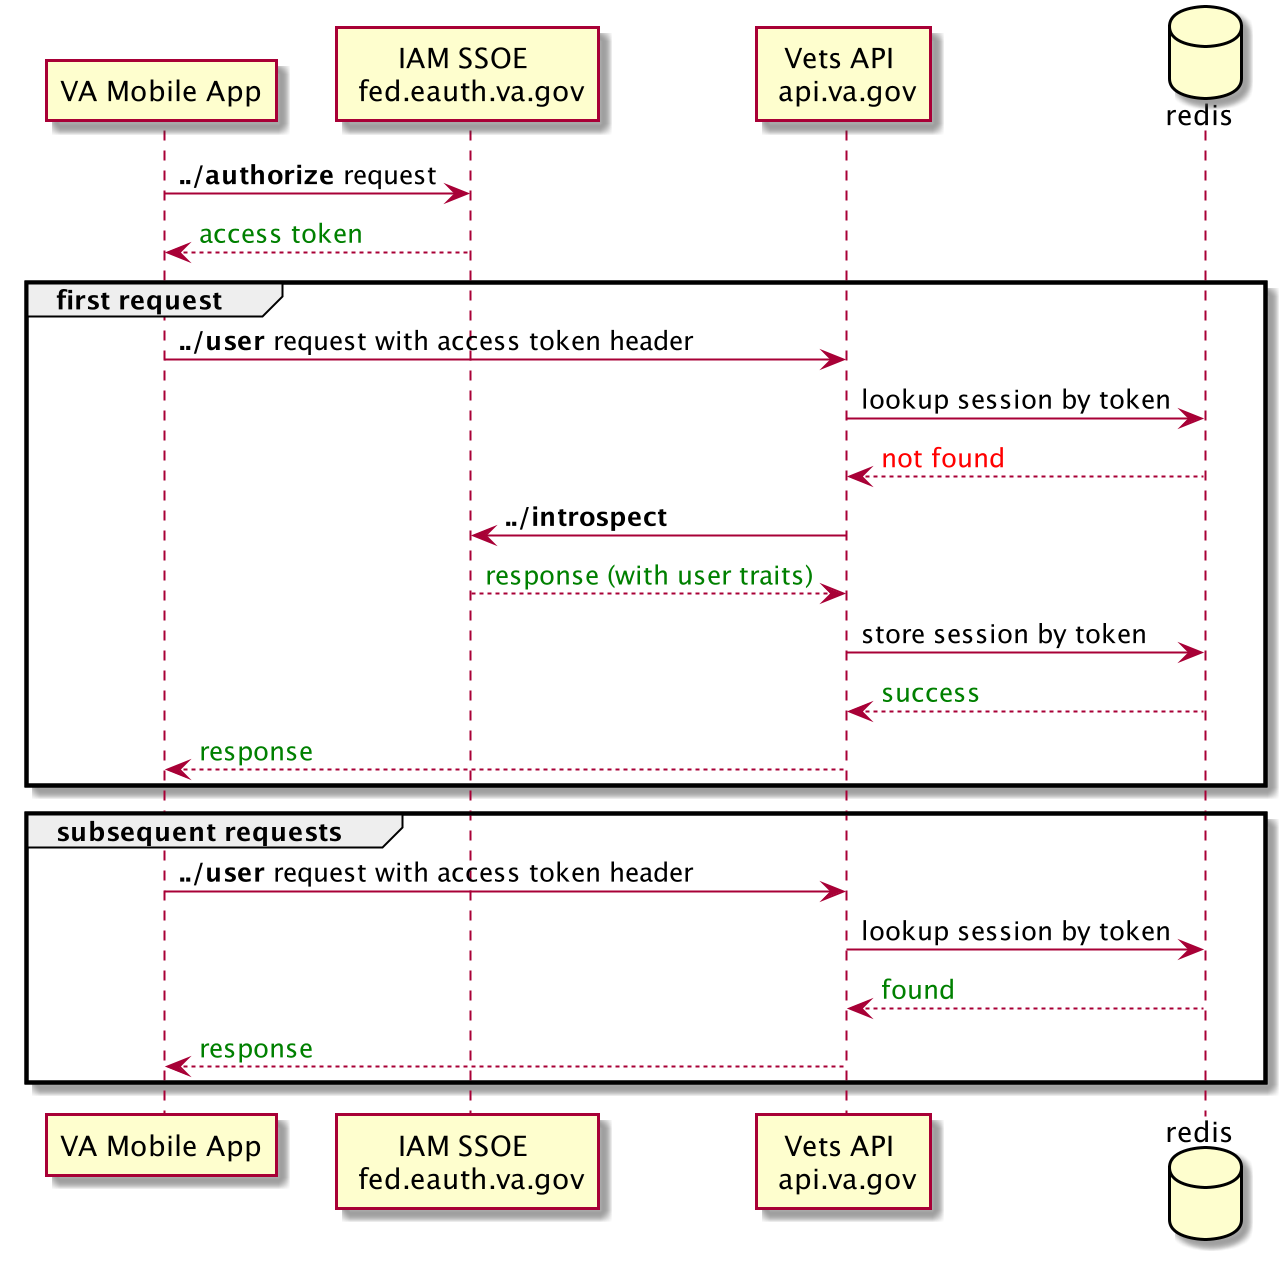 VA Mobile App
IAM SSOE
fed.eauth.va.gov
Vets API
api.va.gov
redis
../authorize request
access token
first request
../user request with access token header
lookup session by token
not found
../introspect
response (with user traits)
store session by token
success
response
subsequent requests
../user request with access token header
lookup session by token
found
response
VA Mobile App
IAM SSOE
fed.eauth.va.gov
Vets API
api.va.gov
redis